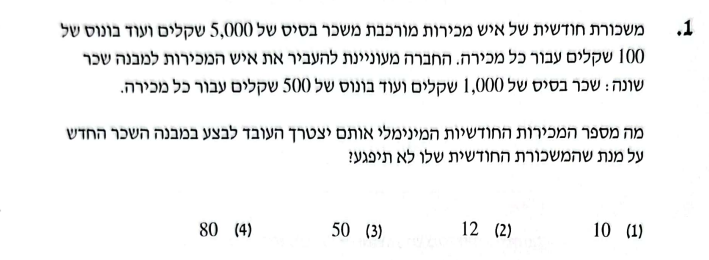 1. משכורת חודשית של איש מכירות מורכבת משכר בסיס של 5,000 שקלים ועוד בונוס של
100 שקלים עבור כל מכירה. החברה מעוניינת להעביר את איש המכירות למבנה שכר
שונה: שכר בסיס של 1,000 שקלים ועוד בונוס של 500 שקלים עבור כל מכירה.
מה מספר המכירות החודשיות המינימלי אותם יצטרך העובד לבצע במבנה השכר החדש
על מנת שהמשכורת החודשית שלו לא תיפגע?
(1) 10 (2) 12 (3) 50 (4) 80